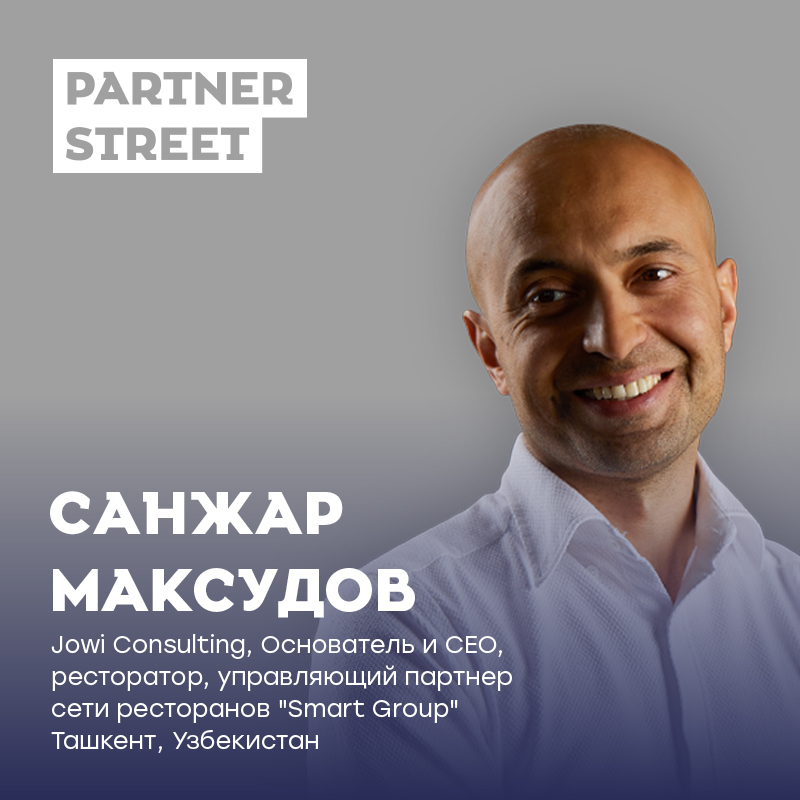 PARTNER
STREET
САНЖАР
МАКСУДОВ
Jowi Consulting, Основатель и CEO,
ресторатор, управляющий партнер
сети ресторанов "Smart Group"
Ташкент, Узбекистан